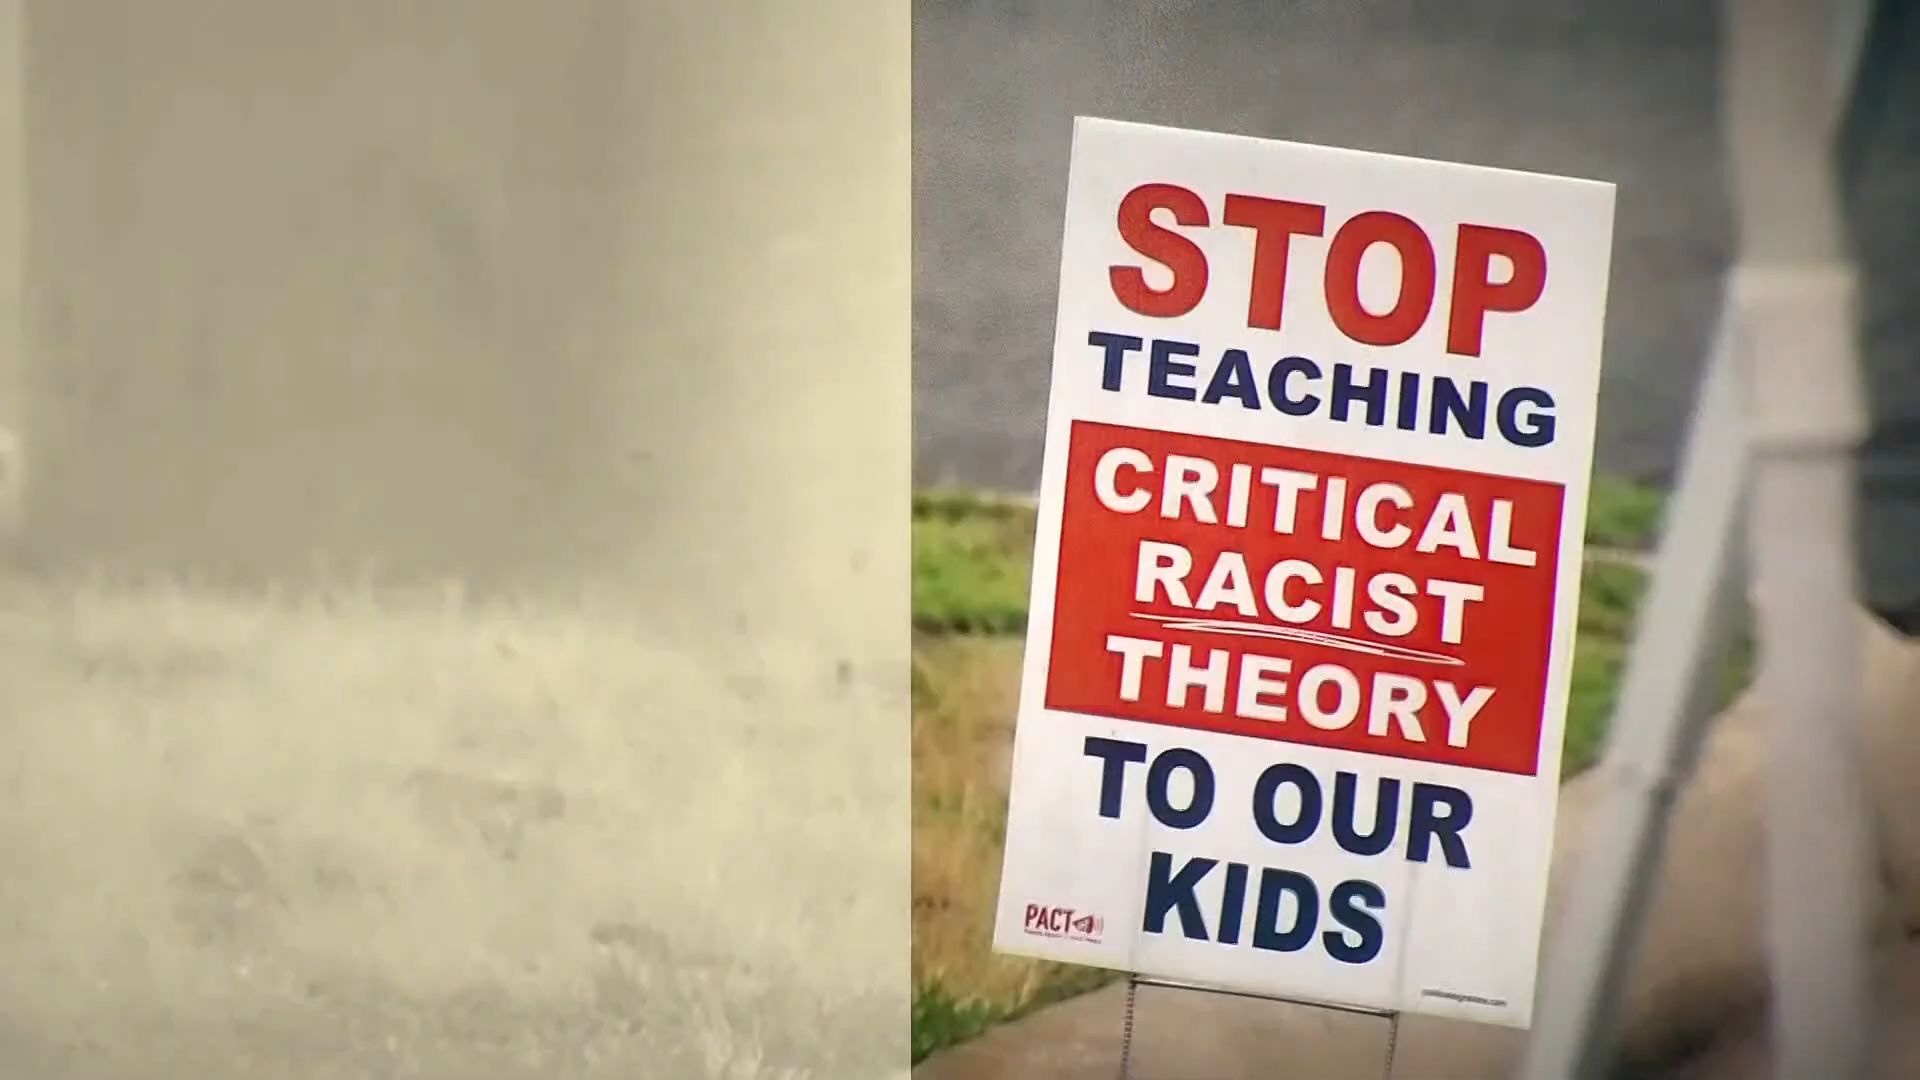 STOP
TEACHING
CRITICAL
RACIST
THEORY
TO OUR
KIDS
PACT